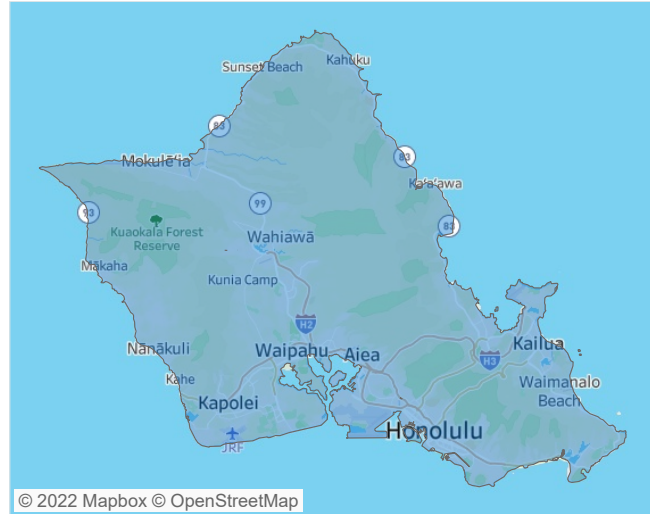 Kahuku
Sunset Beach
83
83
Mokulē‘ia
Ka‘a‘awa
99
93
83
Kuaokala Forest
Reserve
Wahiawā
Mākaha
Kunia Camp
H2
Nānākuli
Waipahu
Aiea
H3
Kailua
Kahe
Waimanalo
Beach
Kapolei
Honolulu
JRF
© 2022 Mapbox © OpenStreetMap